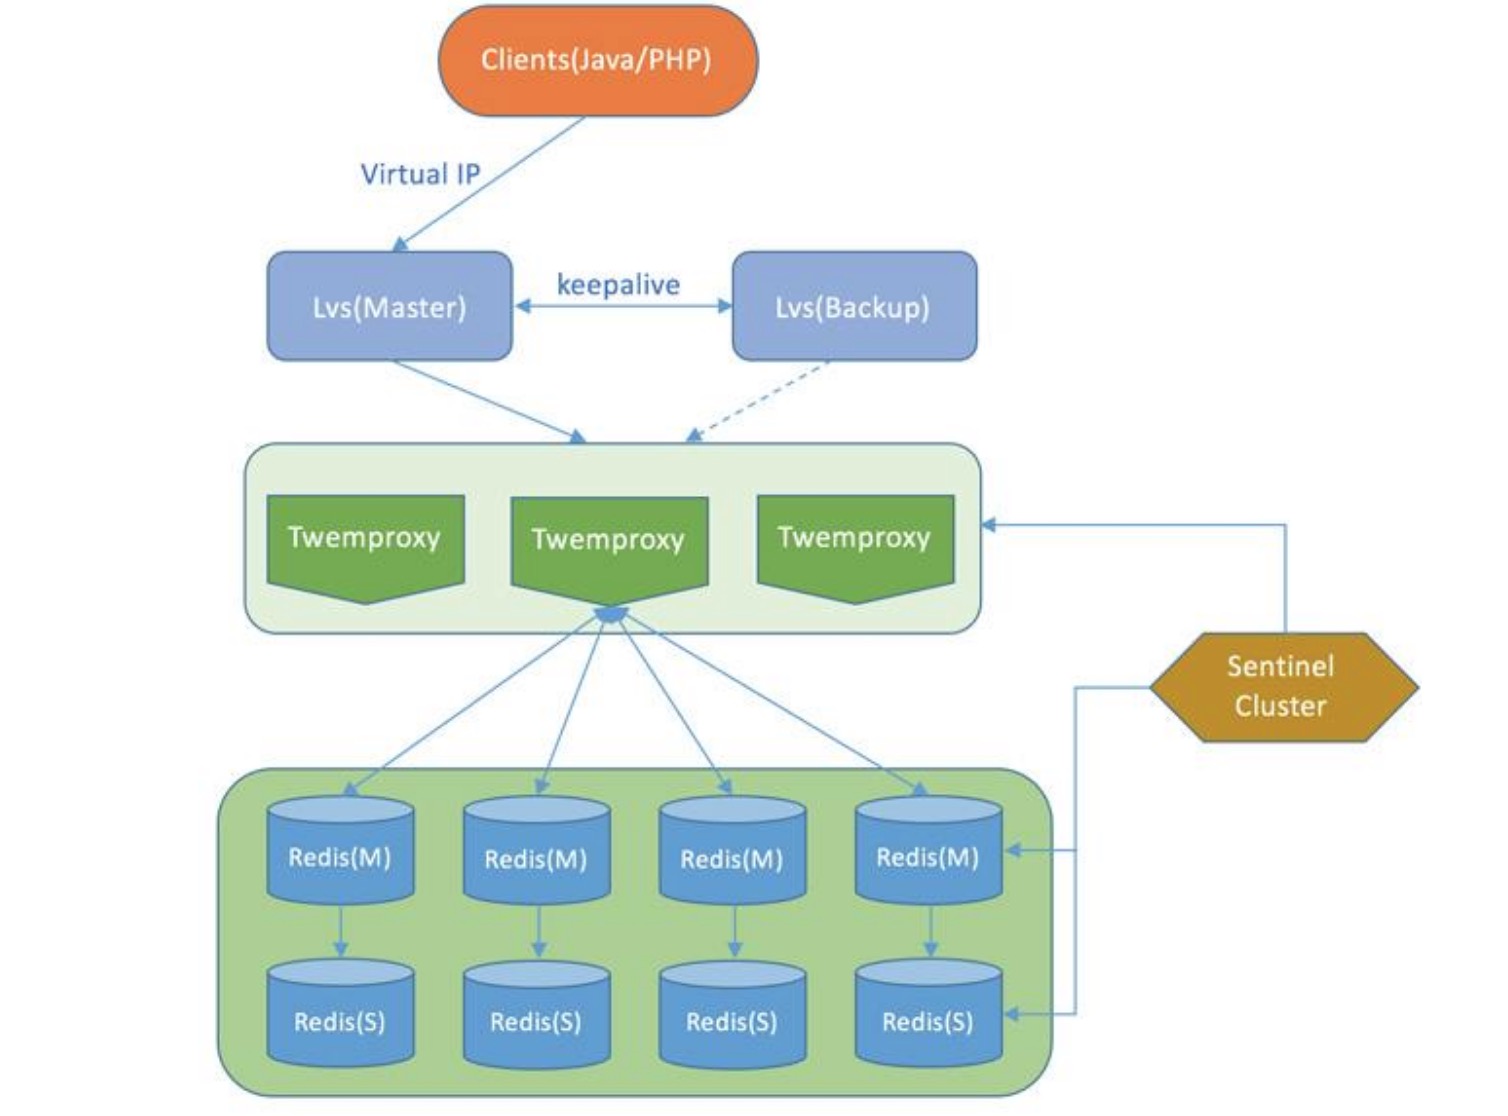 Clients(Java/PHP)
Virtual IP
keepalive
Lvs(Master)
Lvs(Backup)
Twemproxy
Twemproxy
Twemproxy
Sentinel
Cluster
Redis(M)
Redis(M)
Redis(M)
Redis(M)
Redis(S)
Redis(S)
Redis(S)
Redis(S)